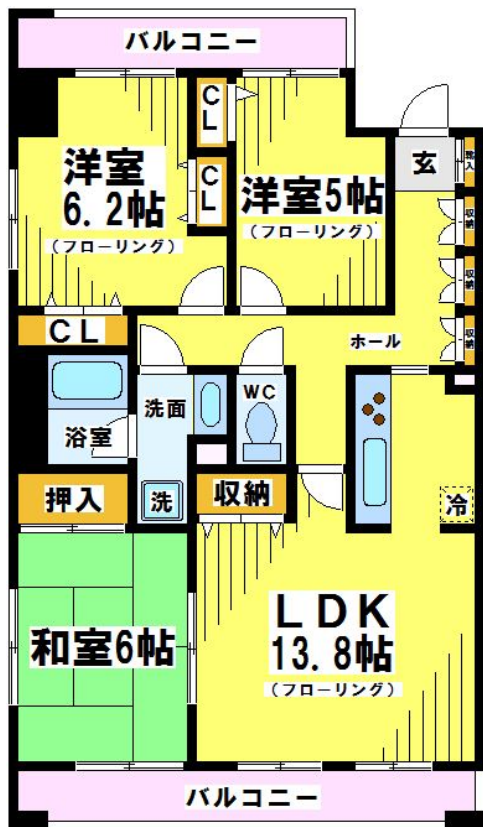 バルコニー
CL
洋室
6.2帖
(フローリング)
CL
洋室5帖
(フローリング)
玄
靴入
収納
収納
収納
CL
ホール
浴室
洗面
WC
押入
洗
収納
冷
和室6帖
LDK
13.8帖
(フローリング)
バルコニー